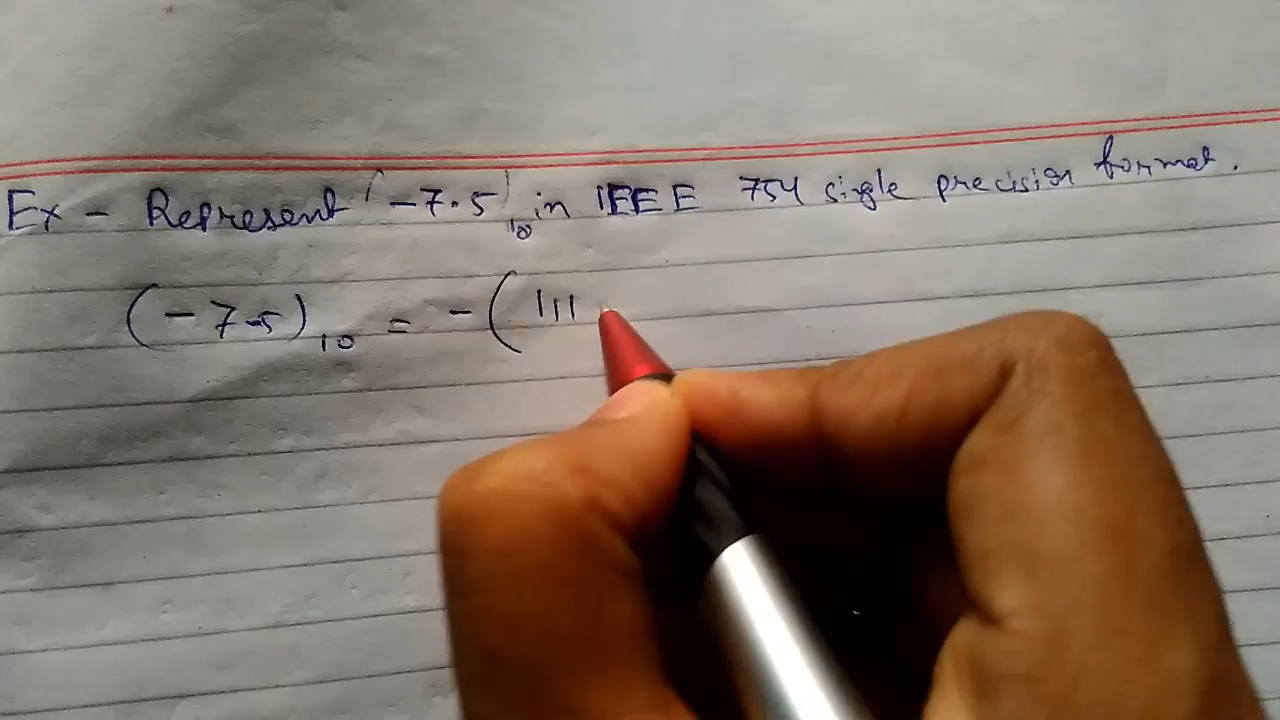 Ex - Represent (-7.5)10 in IEEE 754 single precision format.
(-7.5)10 = - (111